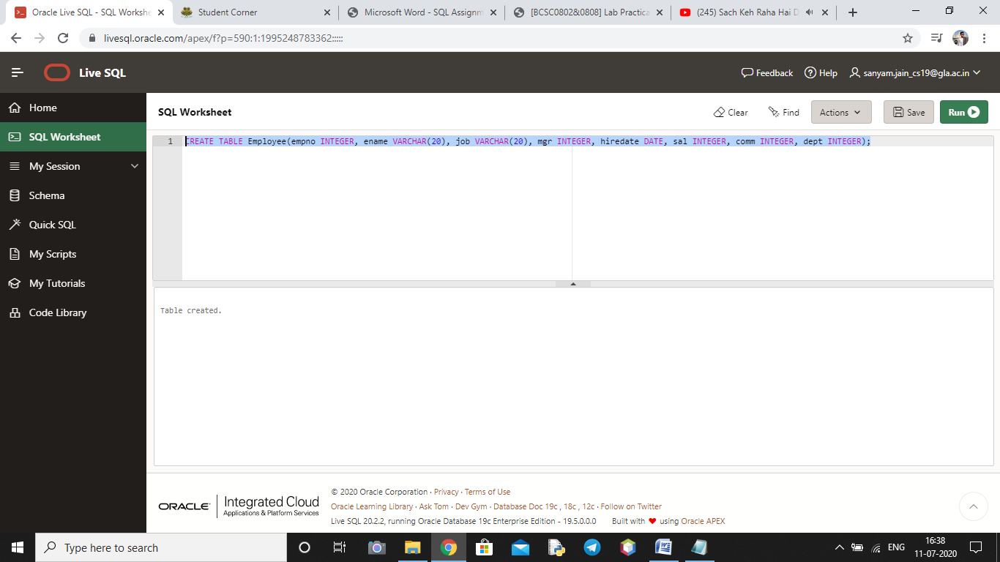 Oracle Live SQL - SQL Workshe
Student Corner
Microsoft Word - SQL Assignm
[BCSC0802&0808] Lab Practica
(245) Sach Keh Raha Hai D
livesql.oracle.com/apex/f?p=590:1:1995248783362:::::
Live SQL
Feedback
Help
sanyam.jain_cs19@gla.ac.in
Home
SQL Worksheet
My Session
Schema
Quick SQL
My Scripts
My Tutorials
Code Library
SQL Worksheet
Clear
Find
Actions
Save
Run
1 CREATE TABLE Employee(empno INTEGER, ename VARCHAR(20), job VARCHAR(20), mgr INTEGER, hiredate DATE, sal INTEGER, comm INTEGER, dept INTEGER);
Table created.
ORACLE
Integrated Cloud
Applications & Platform Services
© 2020 Oracle Corporation · Privacy · Terms of Use
Oracle Learning Library · Ask Tom · Dev Gym · Database Doc 19c , 18c , 12c · Follow on Twitter
Live SQL 20.2.2, running Oracle Database 19c Enterprise Edition - 19.5.0.0.0 Built with ♥ using Oracle APEX
Type here to search
ENG
16:38
11-07-2020